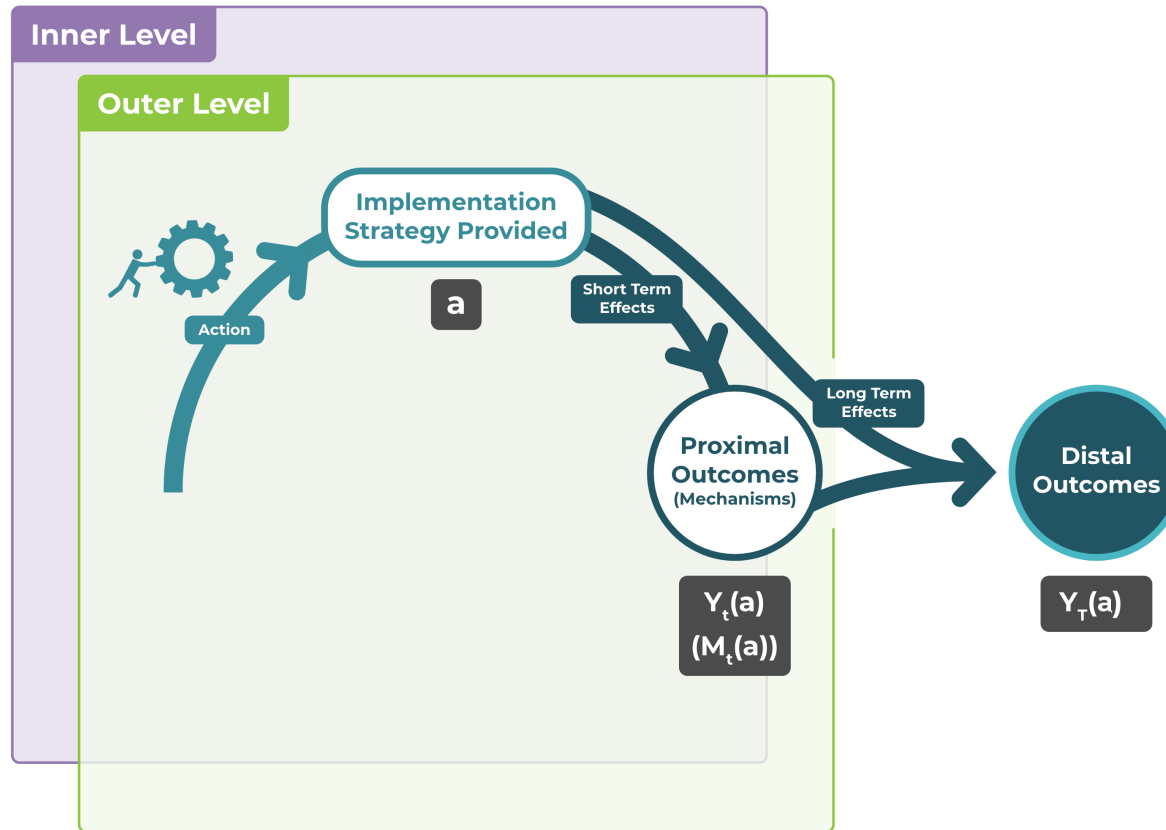 Inner Level
Outer Level
Implementation
Strategy Provided
a
Action
Short Term
Effects
Long Term
Effects
Proximal
Outcomes
(Mechanisms)
Distal
Outcomes
Yₜ(a)
(Mₜ(a))
Y_T(a)